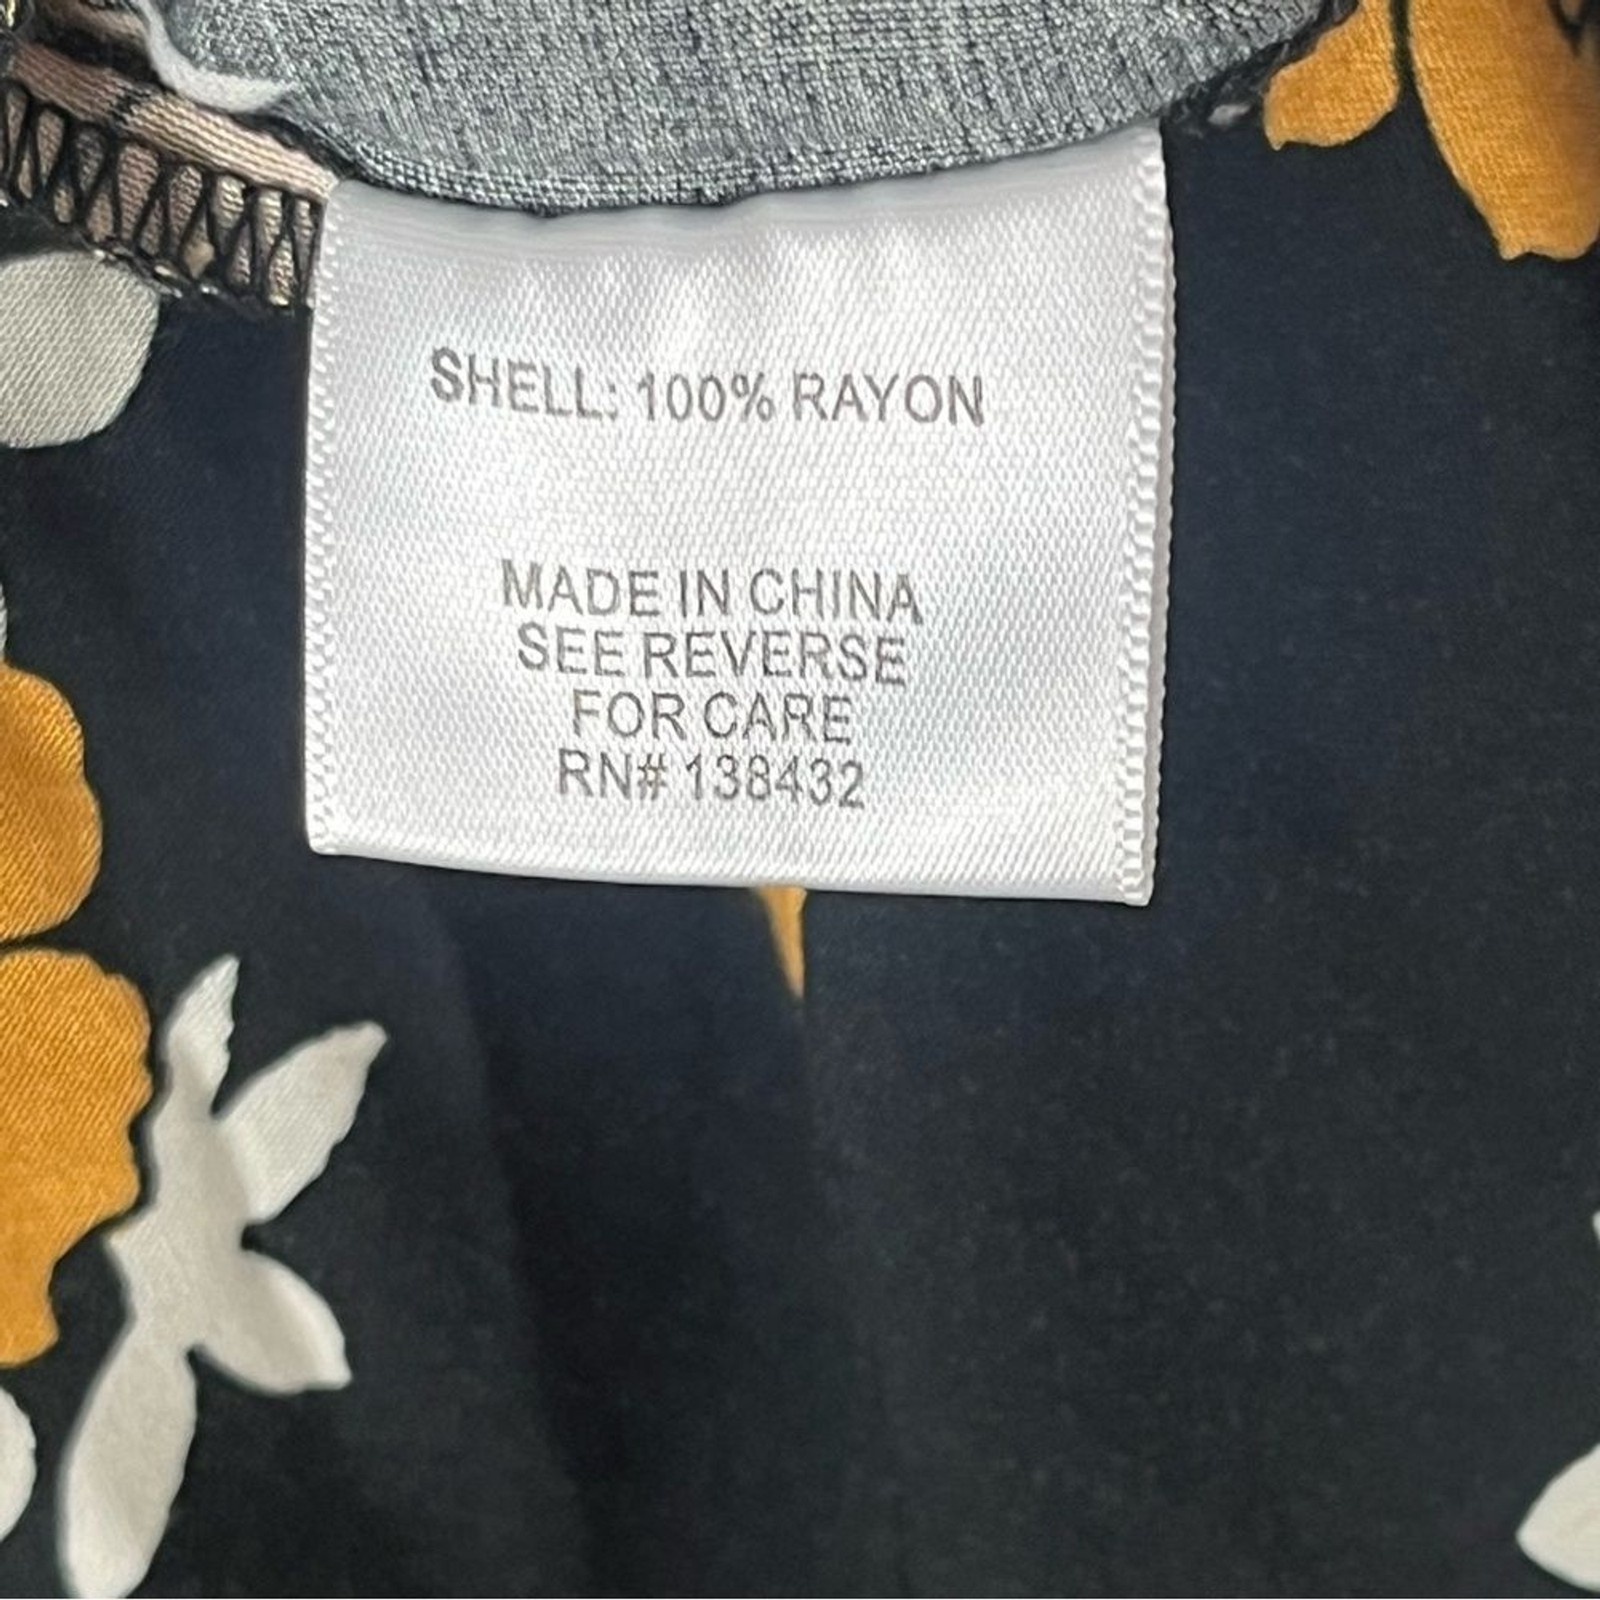 SHELL: 100% RAYON
MADE IN CHINA
SEE REVERSE
FOR CARE
RN# 138432